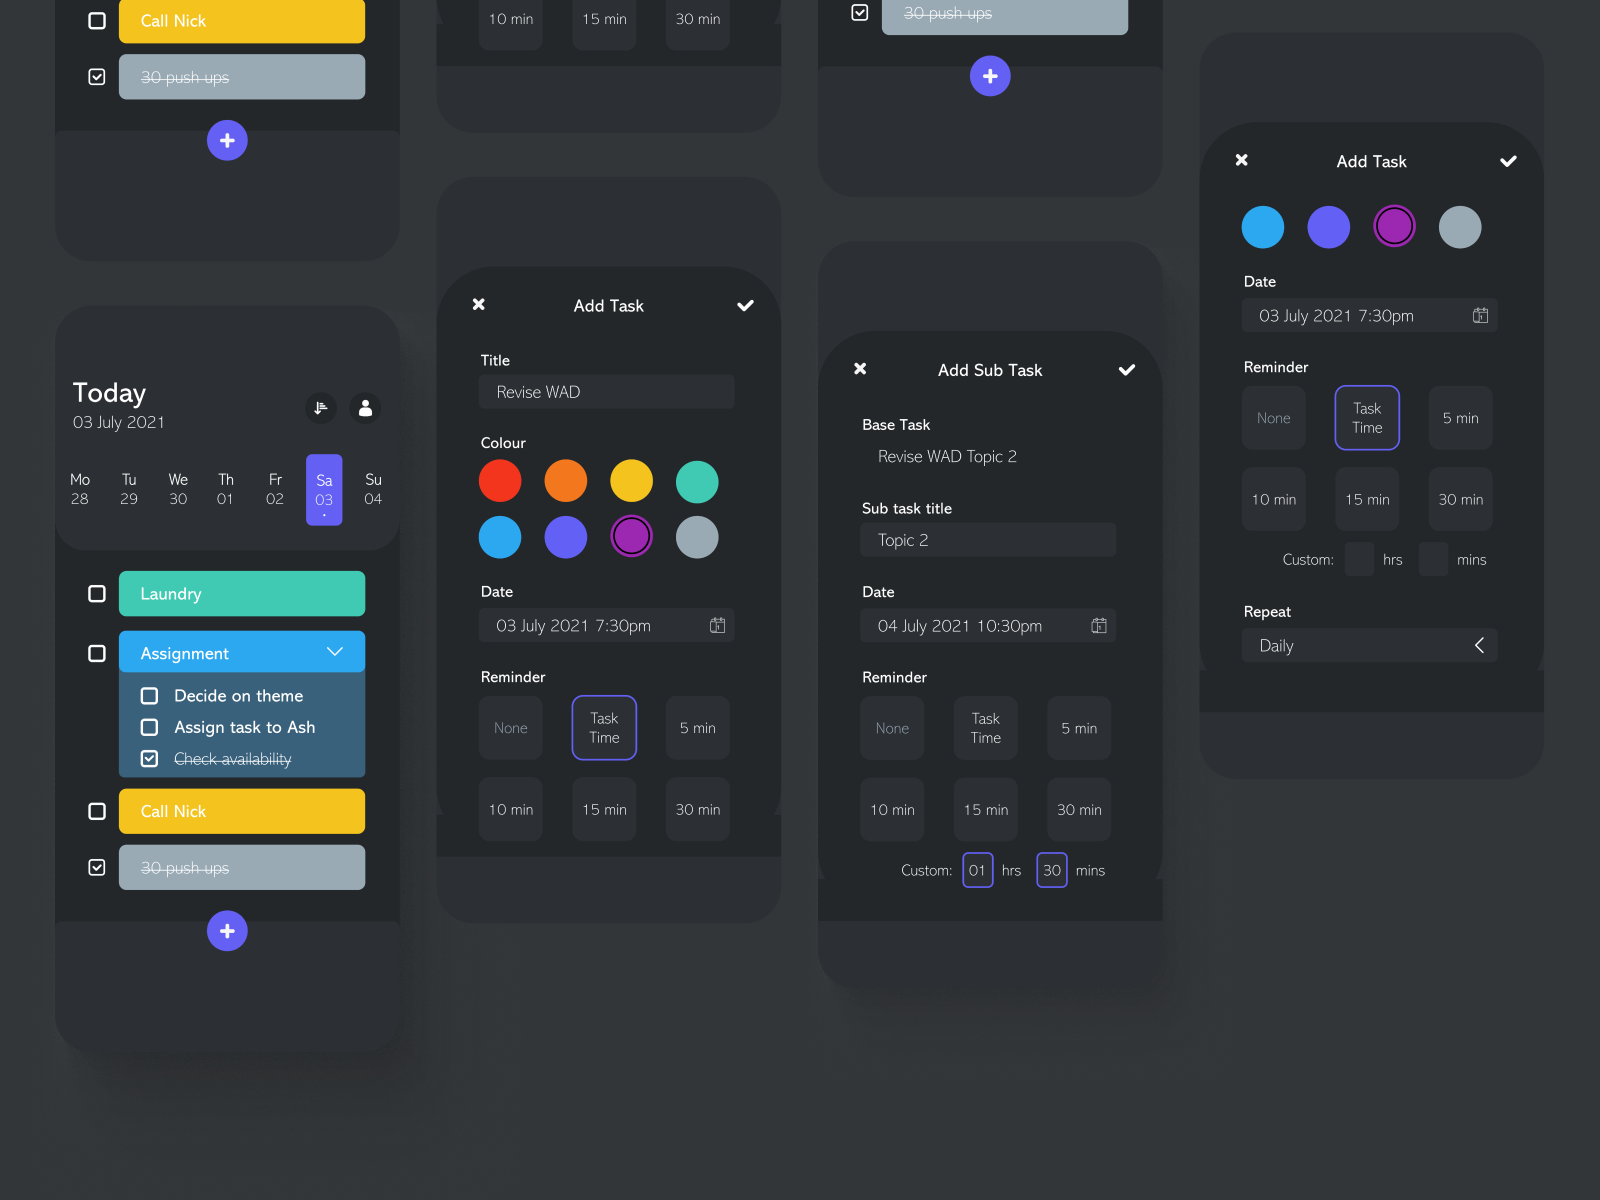 Call Nick
30 push ups
Today
03 July 2021
Mo Tu We Th Fr Sa Su
28 29 30 01 02 03 04
Laundry
Assignment
Decide on theme
Assign task to Ash
Check availability
Call Nick
30 push ups
10 min 15 min 30 min
Add Task
Title
Revise WAD
Colour
Date
03 July 2021 7:30pm
Reminder
None Task Time 5 min
10 min 15 min 30 min
30 push ups
Add Sub Task
Base Task
Revise WAD Topic 2
Sub task title
Topic 2
Date
04 July 2021 10:30pm
Reminder
None Task Time 5 min
10 min 15 min 30 min
Custom: 01 hrs 30 mins
Add Task
Date
03 July 2021 7:30pm
Reminder
None Task Time 5 min
10 min 15 min 30 min
Custom: hrs mins
Repeat
Daily